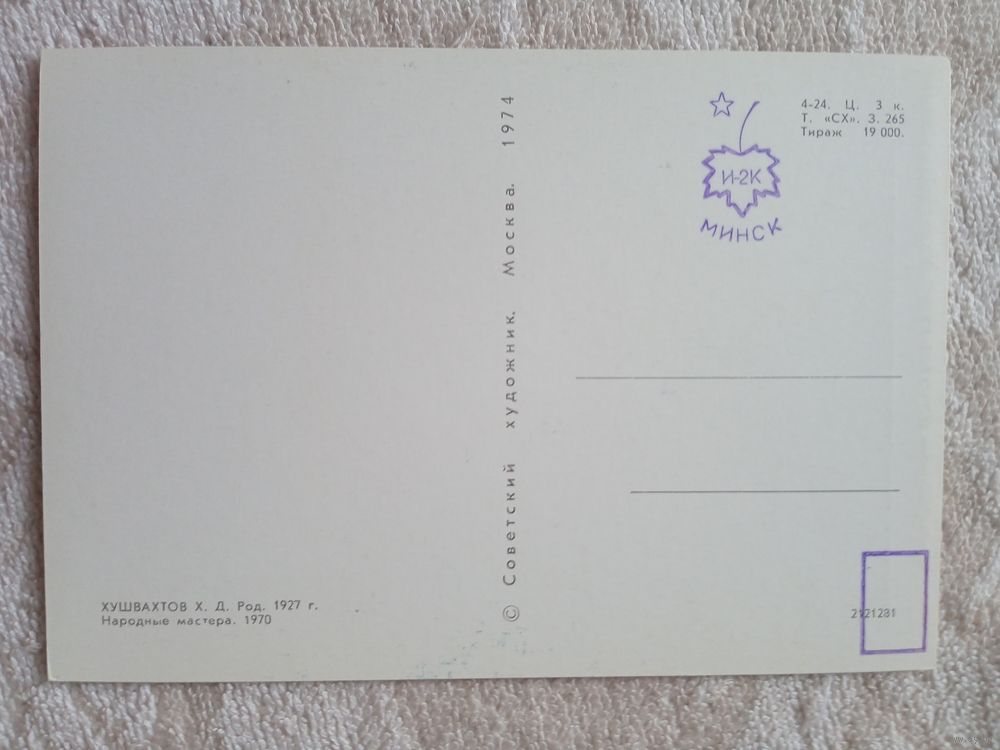 4-24. Ц. 3 к.
Т. «СХ». З. 265
Тираж 19 000.
И-2К
МИНСК
© Советский художник. Москва. 1974
ХУШВАХТОВ Х. Д. Род. 1927 г.
Народные мастера. 1970
2121281